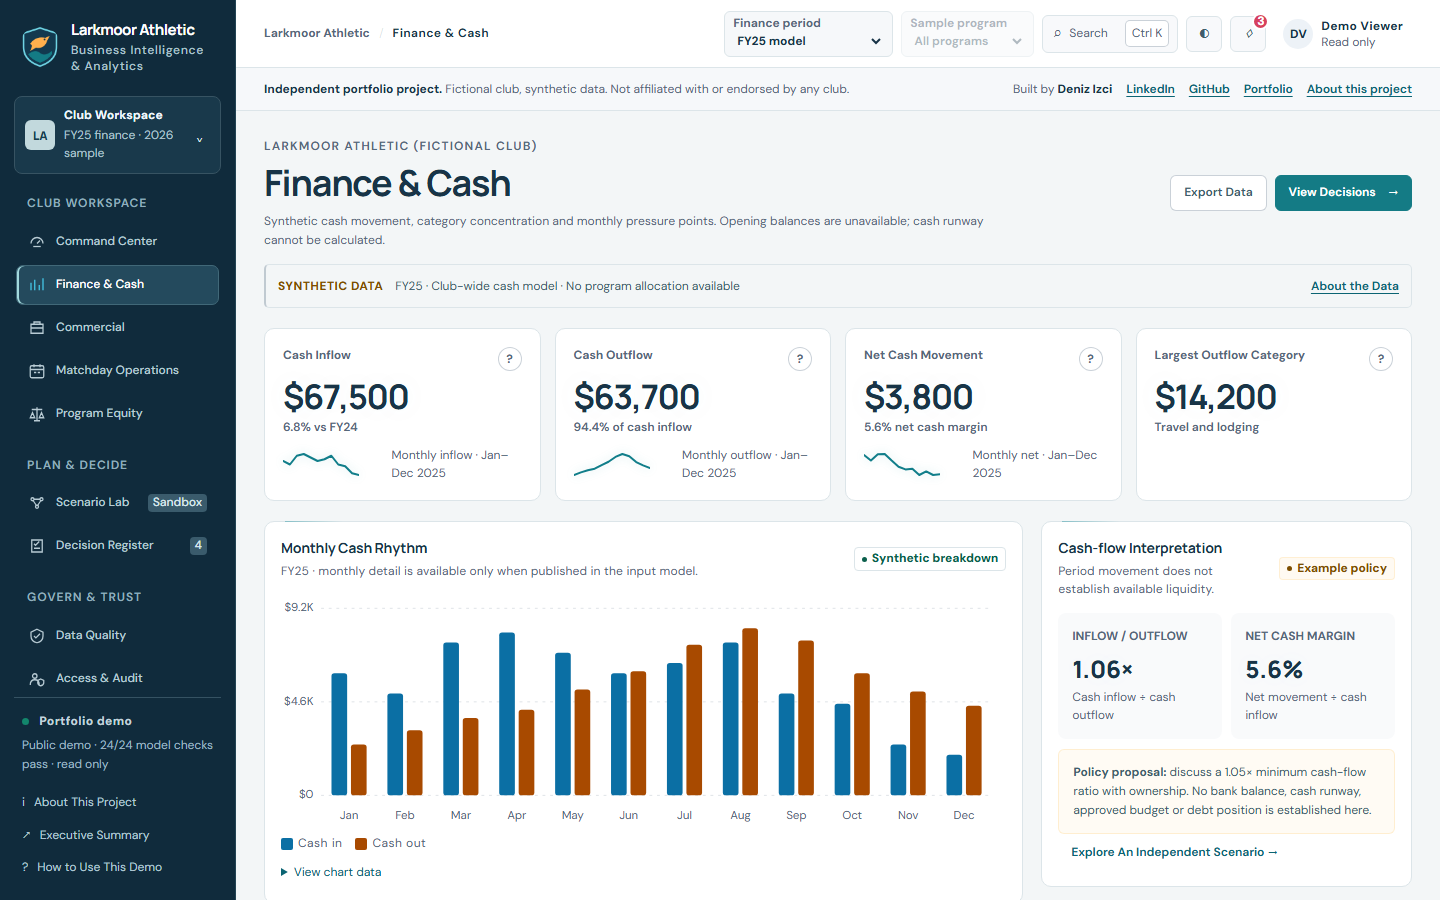 Larkmoor Athletic
Business Intelligence
& Analytics
LA
Club Workspace
FY25 finance · 2026
sample
CLUB WORKSPACE
Command Center
Finance & Cash
Commercial
Matchday Operations
Program Equity
PLAN & DECIDE
Scenario Lab Sandbox
Decision Register 4
GOVERN & TRUST
Data Quality
Access & Audit
Portfolio demo
Public demo · 24/24 model checks
pass · read only
i About This Project
↗ Executive Summary
? How to Use This Demo
Larkmoor Athletic / Finance & Cash
Finance period
FY25 model
Sample program
All programs
Search Ctrl K
3
DV
Demo Viewer
Read only
Independent portfolio project. Fictional club, synthetic data. Not affiliated with or endorsed by any club.
Built by Deniz Izci LinkedIn GitHub Portfolio About this project
LARKMOOR ATHLETIC (FICTIONAL CLUB)
Finance & Cash
Synthetic cash movement, category concentration and monthly pressure points. Opening balances are unavailable; cash runway
cannot be calculated.
Export Data
View Decisions →
SYNTHETIC DATA FY25 · Club-wide cash model · No program allocation available
About the Data
Cash Inflow ?
$67,500
6.8% vs FY24
Monthly inflow · Jan–
Dec 2025
Cash Outflow ?
$63,700
94.4% of cash inflow
Monthly outflow · Jan–
Dec 2025
Net Cash Movement ?
$3,800
5.6% net cash margin
Monthly net · Jan–Dec
2025
Largest Outflow Category ?
$14,200
Travel and lodging
Monthly Cash Rhythm
FY25 · monthly detail is available only when published in the input model.
Synthetic breakdown
$9.2K
$4.6K
$0
Jan Feb Mar Apr May Jun Jul Aug Sep Oct Nov Dec
Cash in Cash out
View chart data
Cash-flow Interpretation
Period movement does not
establish available liquidity.
Example policy
INFLOW / OUTFLOW
1.06×
Cash inflow ÷ cash
outflow
NET CASH MARGIN
5.6%
Net movement ÷ cash
inflow
Policy proposal: discuss a 1.05× minimum cash-flow
ratio with ownership. No bank balance, cash runway,
approved budget or debt position is established here.
Explore An Independent Scenario →